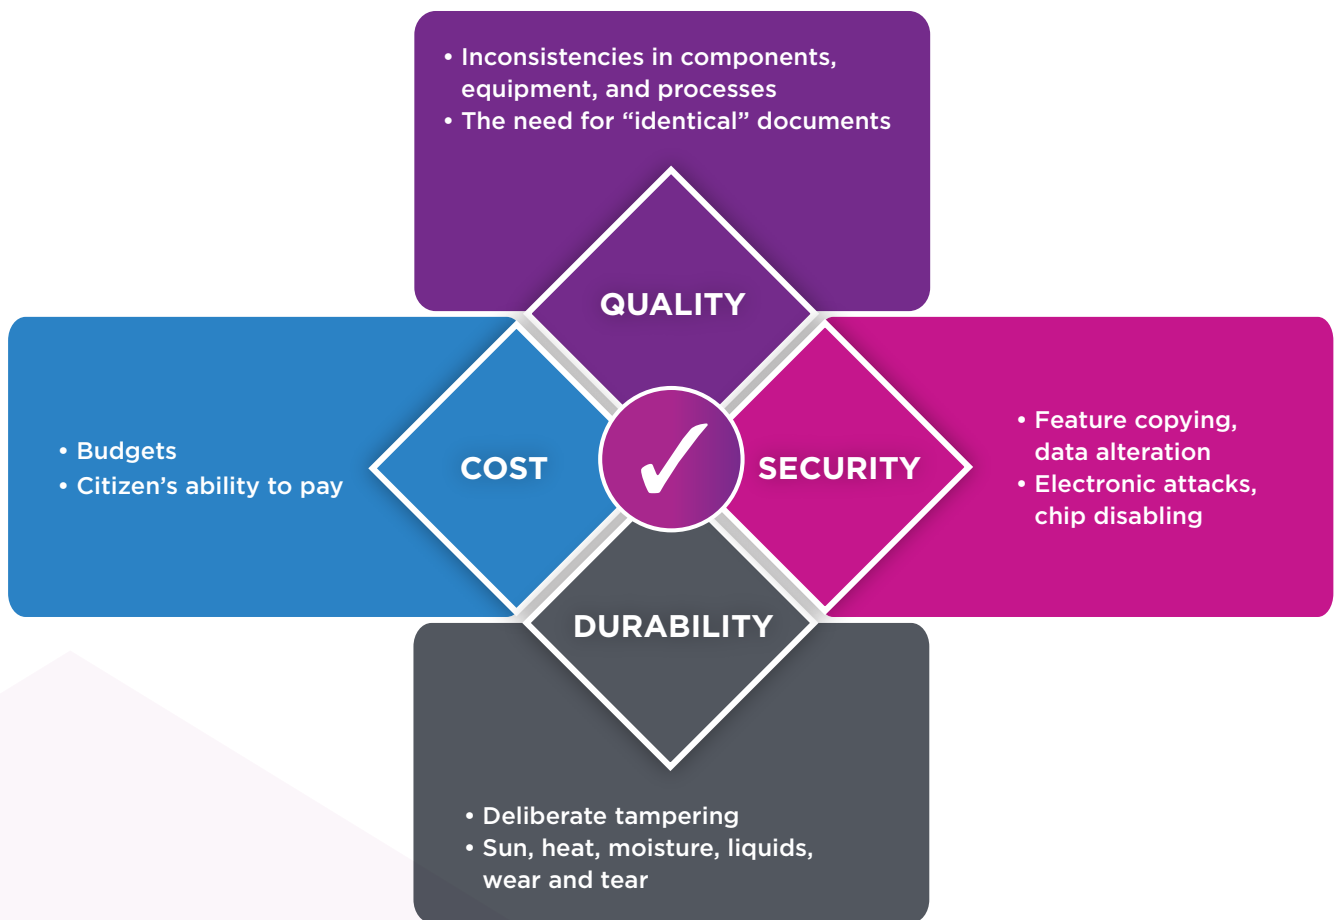 • Inconsistencies in components,
equipment, and processes
• The need for “identical” documents
QUALITY
• Budgets
• Citizen’s ability to pay
COST
SECURITY
• Feature copying,
data alteration
• Electronic attacks,
chip disabling
DURABILITY
• Deliberate tampering
• Sun, heat, moisture, liquids,
wear and tear